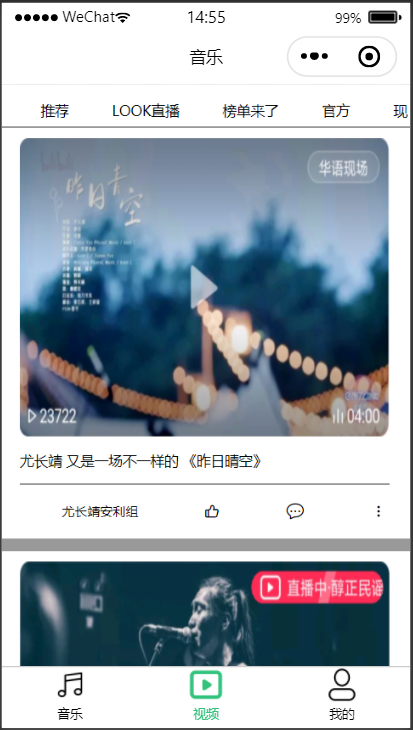 WeChat
14:55
99%
音乐
推荐 LOOK直播 榜单来了 官方 现
华语现场
昨日青空
23722
04:00
尤长靖 又是一场不一样的 《昨日晴空》
尤长靖安利组
直播中·醇正民谣
音乐 视频 我的